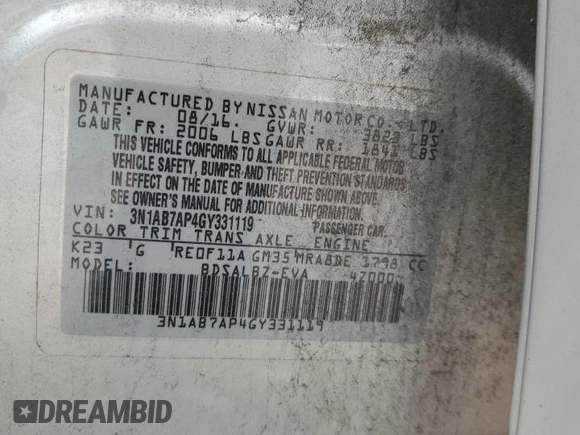 MANUFACTURED BY NISSAN MOTOR CO., LTD.
DATE: 08/16. GVWR: 3827 LBS
GAWR FR: 2006 LBS GAWR RR: 1841 LBS
THIS VEHICLE CONFORMS TO ALL APPLICABLE FEDERAL MOTOR
VEHICLE SAFETY, BUMPER AND THEFT PREVENTION STANDARDS
IN EFFECT ON THE DATE OF MANUFACTURE SHOWN ABOVE.
SEE OWNER'S MANUAL FOR ADDITIONAL INFORMATION.
VIN: 3N1AB7AP4GY331119 PASSENGER CAR.
COLOR TRIM TRANS AXLE ENGINE
K23 G RE0F11A GM35 MRA8DE 1798 CC
MODEL: BDSALBZ-EVA 47000
3N1AB7AP4GY331119
DREAMBID